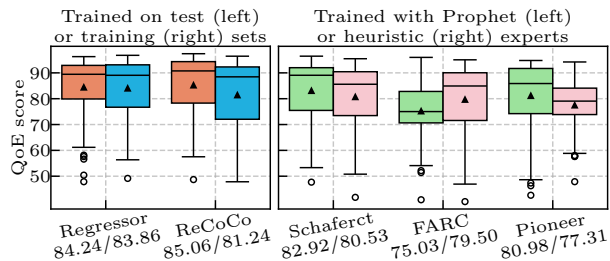 Trained on test (left)
or training (right) sets
Trained with Prophet (left)
or heuristic (right) experts
QoE score
90
80
70
60
50
Regressor
84.24/83.86
ReCoCo
85.06/81.24
Schaferct
82.92/80.53
FARC
75.03/79.50
Pioneer
80.98/77.31